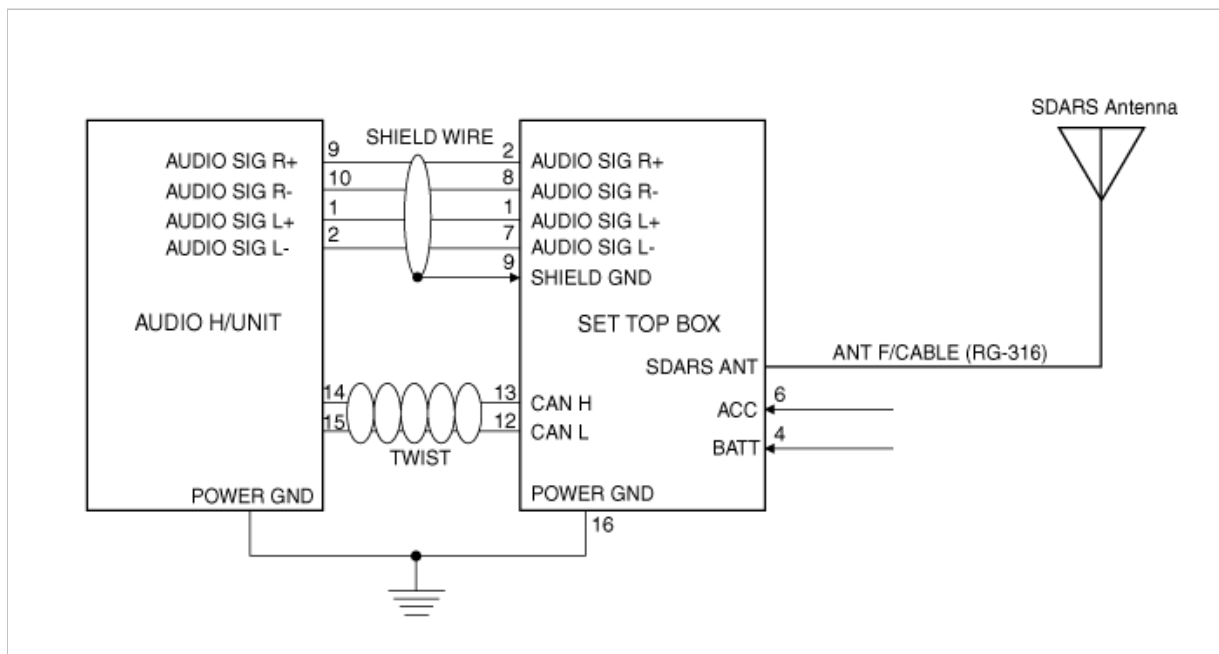 SDARS Antenna
SHIELD WIRE
AUDIO SIG R+ 9 2 AUDIO SIG R+
AUDIO SIG R- 10 8 AUDIO SIG R-
AUDIO SIG L+ 1 1 AUDIO SIG L+
AUDIO SIG L- 2 7 AUDIO SIG L-
9 SHIELD GND
AUDIO H/UNIT
SET TOP BOX
SDARS ANT
ANT F/CABLE (RG-316)
14 13 CAN H
15 12 CAN L
TWIST
ACC 6
BATT 4
POWER GND
POWER GND
16